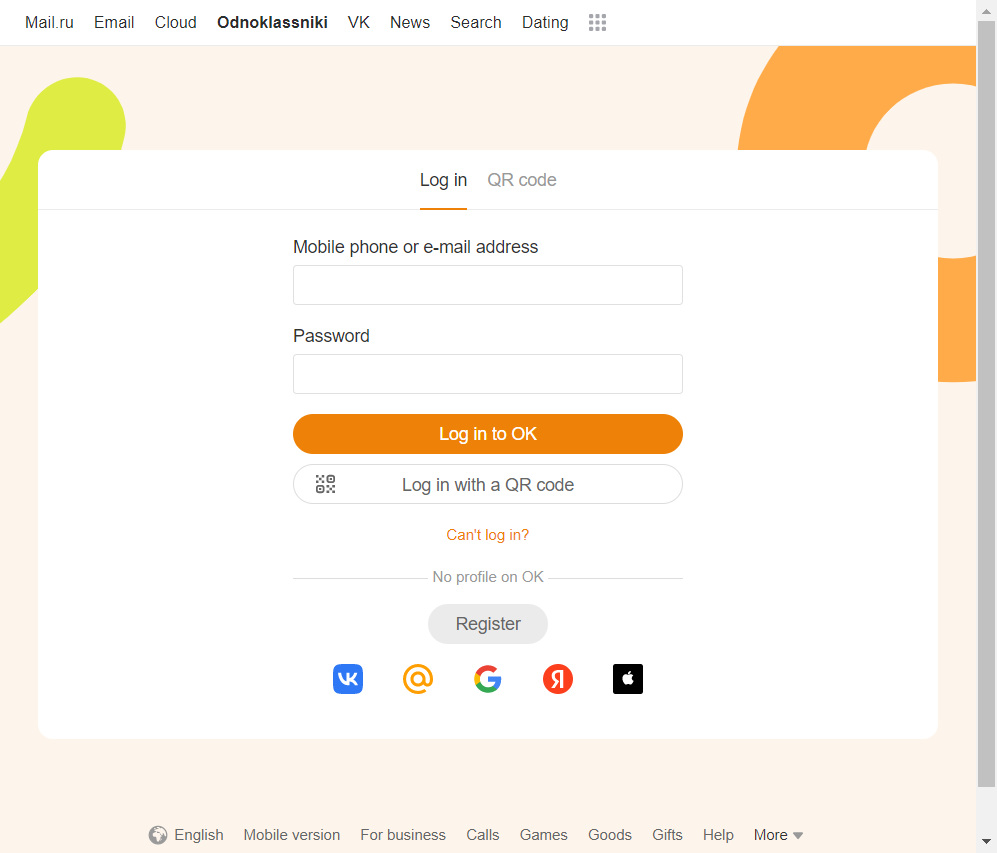 Mail.ru Email Cloud Odnoklassniki VK News Search Dating
Log in QR code
Mobile phone or e-mail address
Password
Log in to OK
Log in with a QR code
Can't log in?
No profile on OK
Register
English Mobile version For business Calls Games Goods Gifts Help More